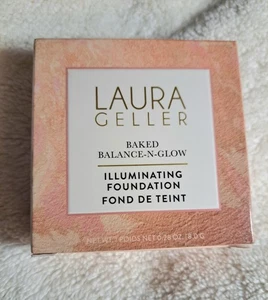 LAURA
GELLER
BAKED
BALANCE-N-GLOW
ILLUMINATING
FOUNDATION
FOND DE TEINT